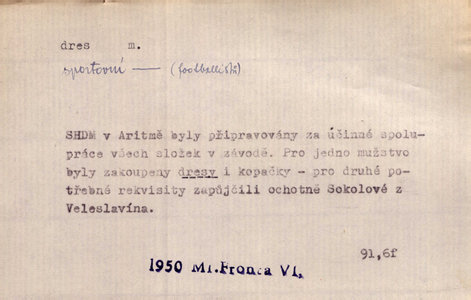 dres m.
sportovní — (footballistů)
SHDM v Aritmě byly připravovány za účinné spolu-
práce všech složek v závodě. Pro jedno mužstvo
byly zakoupeny dresy i kopačky - pro druhé po-
třebné rekvisity zapůjčili ochotně Sokolové z
Veleslavína.
91,6f
1950 Ml.Fronta VI,